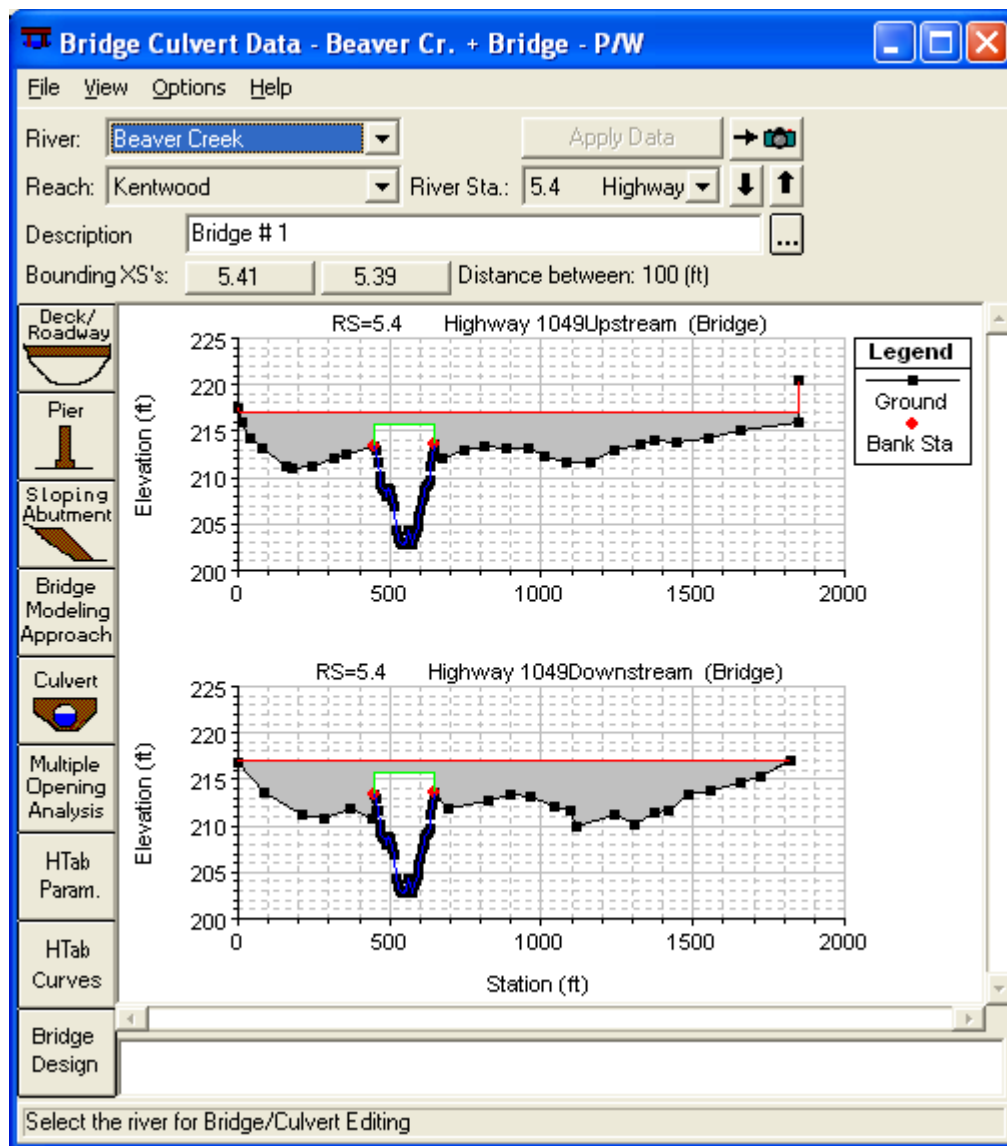 Bridge Culvert Data - Beaver Cr. + Bridge - P/W
File View Options Help
River: Beaver Creek Apply Data
Reach: Kentwood River Sta.: 5.4 Highway
Description Bridge # 1 ...
Bounding XS's: 5.41 5.39 Distance between: 100 (ft)
Deck/
Roadway
Pier
Sloping
Abutment
Bridge
Modeling
Approach
Culvert
Multiple
Opening
Analysis
HTab
Param.
HTab
Curves
Bridge
Design
RS=5.4 Highway 1049Upstream (Bridge)
225
220
215
210
205
200
Elevation (ft)
0 500 1000 1500 2000
Legend
Ground
Bank Sta
RS=5.4 Highway 1049Downstream (Bridge)
225
220
215
210
205
200
Elevation (ft)
0 500 1000 1500 2000
Station (ft)
Select the river for Bridge/Culvert Editing